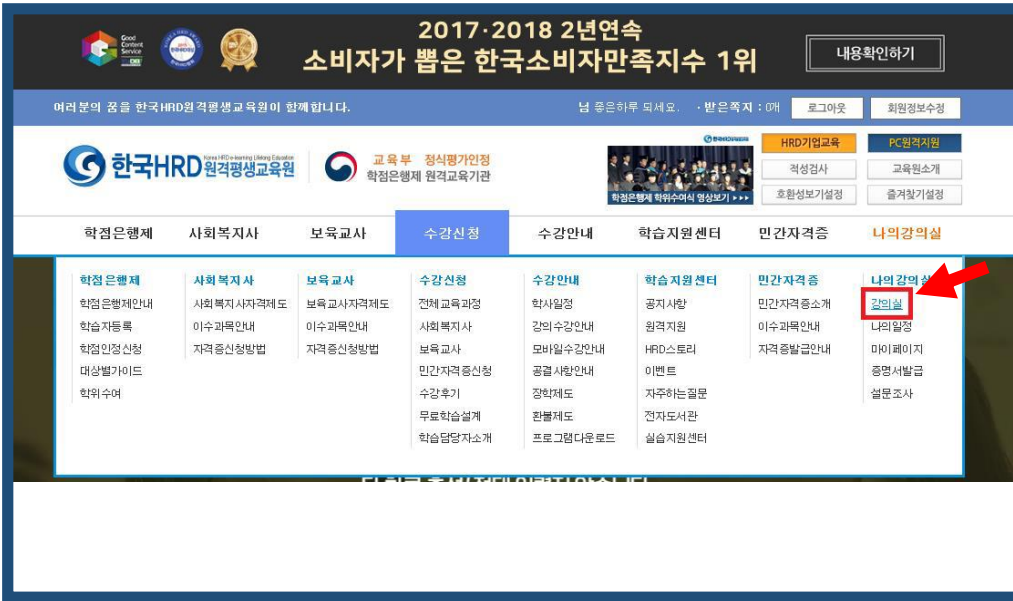 Good
Content
Service
2017·2018 2년연속
소비자가 뽑은 한국소비자만족지수 1위
내용확인하기
여러분의 꿈을 한국HRD원격평생교육원이 함께합니다.
님 좋은하루 되세요. ·받은쪽지 : 0개
로그아웃
회원정보수정
한국HRD 원격평생교육원
Korea HRD e-learning Lifelong Education
교육부 정식평가인정
학점은행제 원격교육기관
학점은행제 학위수여식 영상보기 ▸▸▸
HRD기업교육
PC원격지원
적성검사
교육원소개
호환성보기설정
즐겨찾기설정
학점은행제 사회복지사 보육교사 수강신청 수강안내 학습지원센터 민간자격증 나의강의실
학점은행제
학점은행제안내
학습자등록
학점인정신청
대상별가이드
학위수여
사회복지사
사회복지사자격제도
이수과목안내
자격증신청방법
보육교사
보육교사자격제도
이수과목안내
자격증신청방법
수강신청
전체교육과정
사회복지사
보육교사
민간자격증신청
수강후기
무료학습설계
학습담당자소개
수강안내
학사일정
강의수강안내
모바일수강안내
공결사항안내
장학제도
환불제도
프로그램다운로드
학습지원센터
공지사항
원격지원
HRD스토리
이벤트
자주하는질문
전자도서관
실습지원센터
민간자격증
민간자격증소개
이수과목안내
자격증발급안내
나의강의실
강의실
나의일정
마이페이지
증명서발급
설문조사